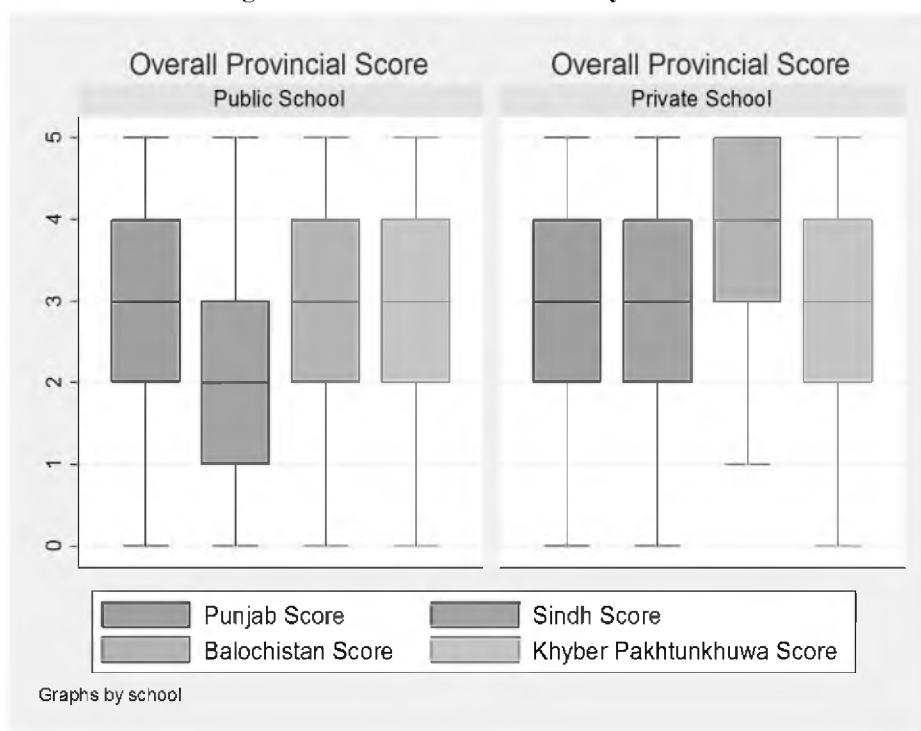 Overall Provincial Score
Public School
Overall Provincial Score
Private School
5
4
3
2
1
0
Punjab Score
Sindh Score
Balochistan Score
Khyber Pakhtunkhuwa Score
Graphs by school